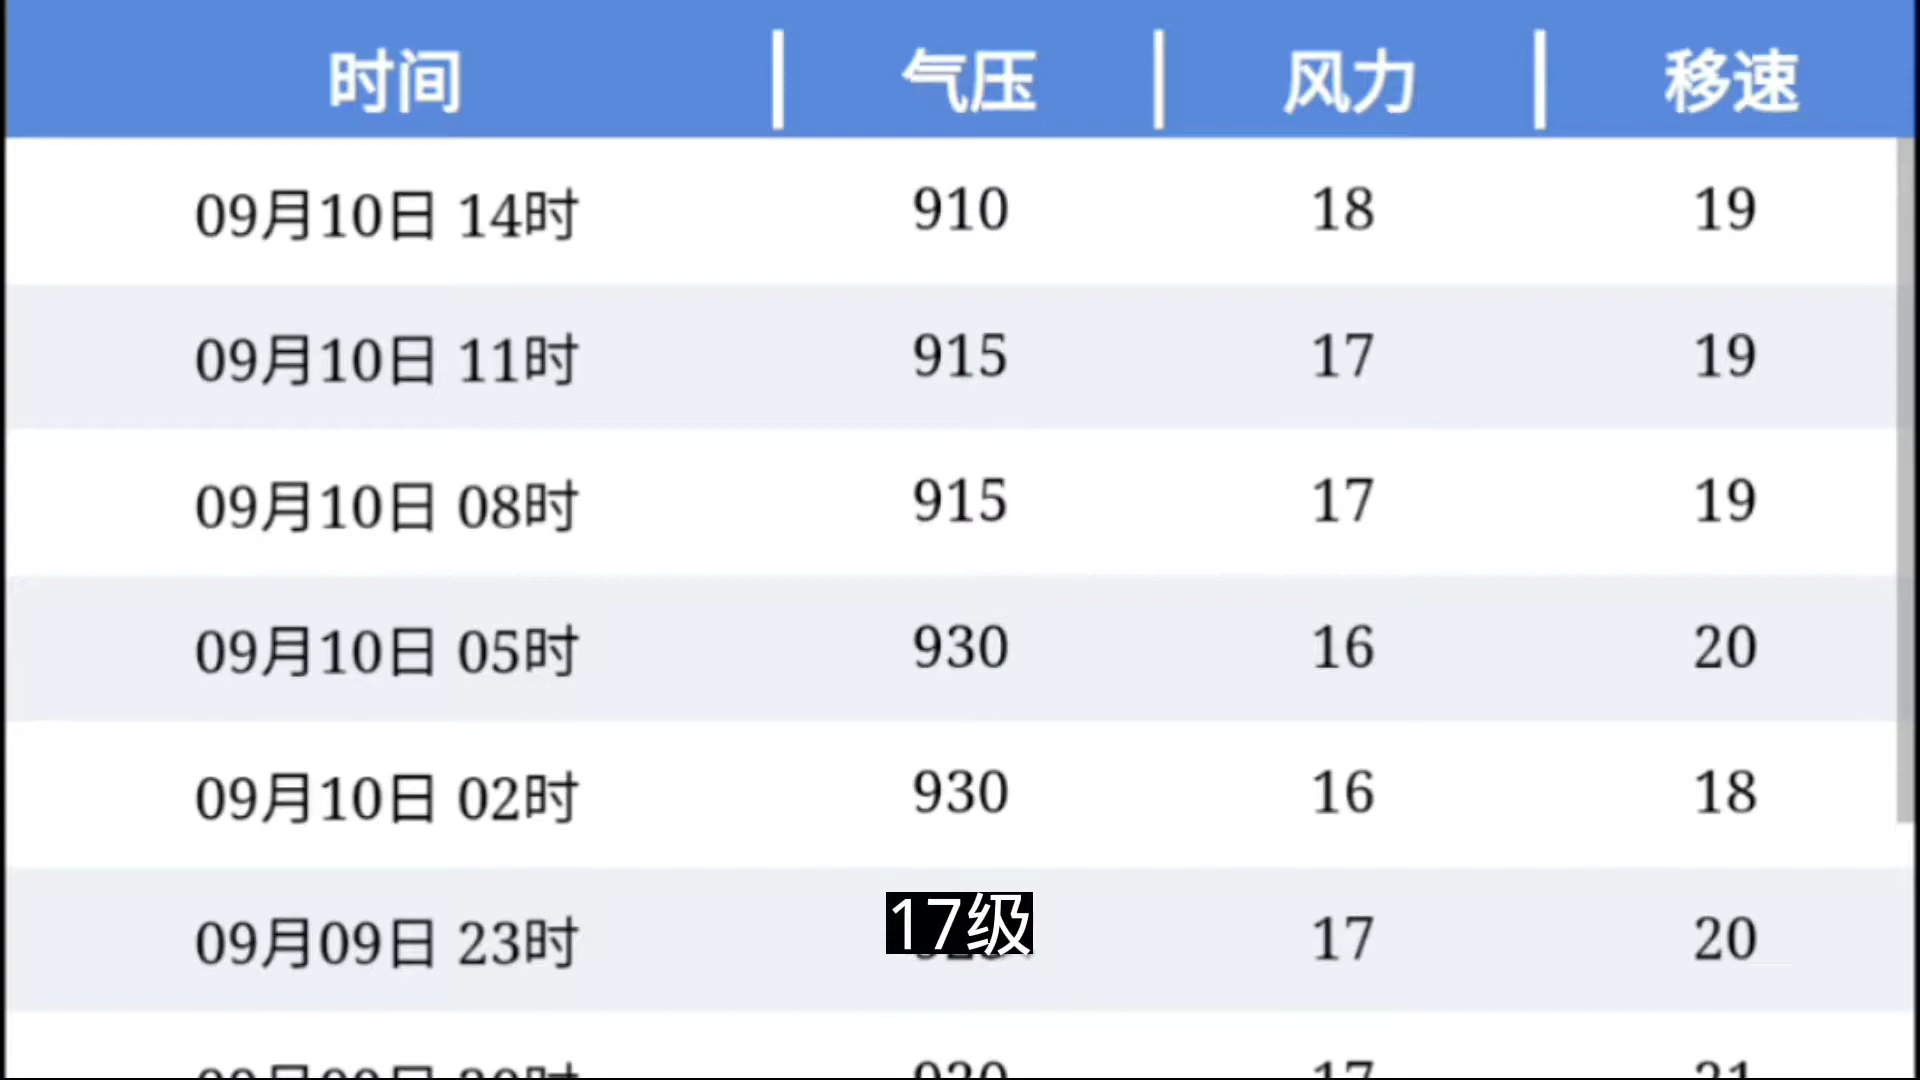 时间 气压 风力 移速
09月10日 14时 910 18 19
09月10日 11时 915 17 19
09月10日 08时 915 17 19
09月10日 05时 930 16 20
09月10日 02时 930 16 18
09月09日 23时 17级 17 20